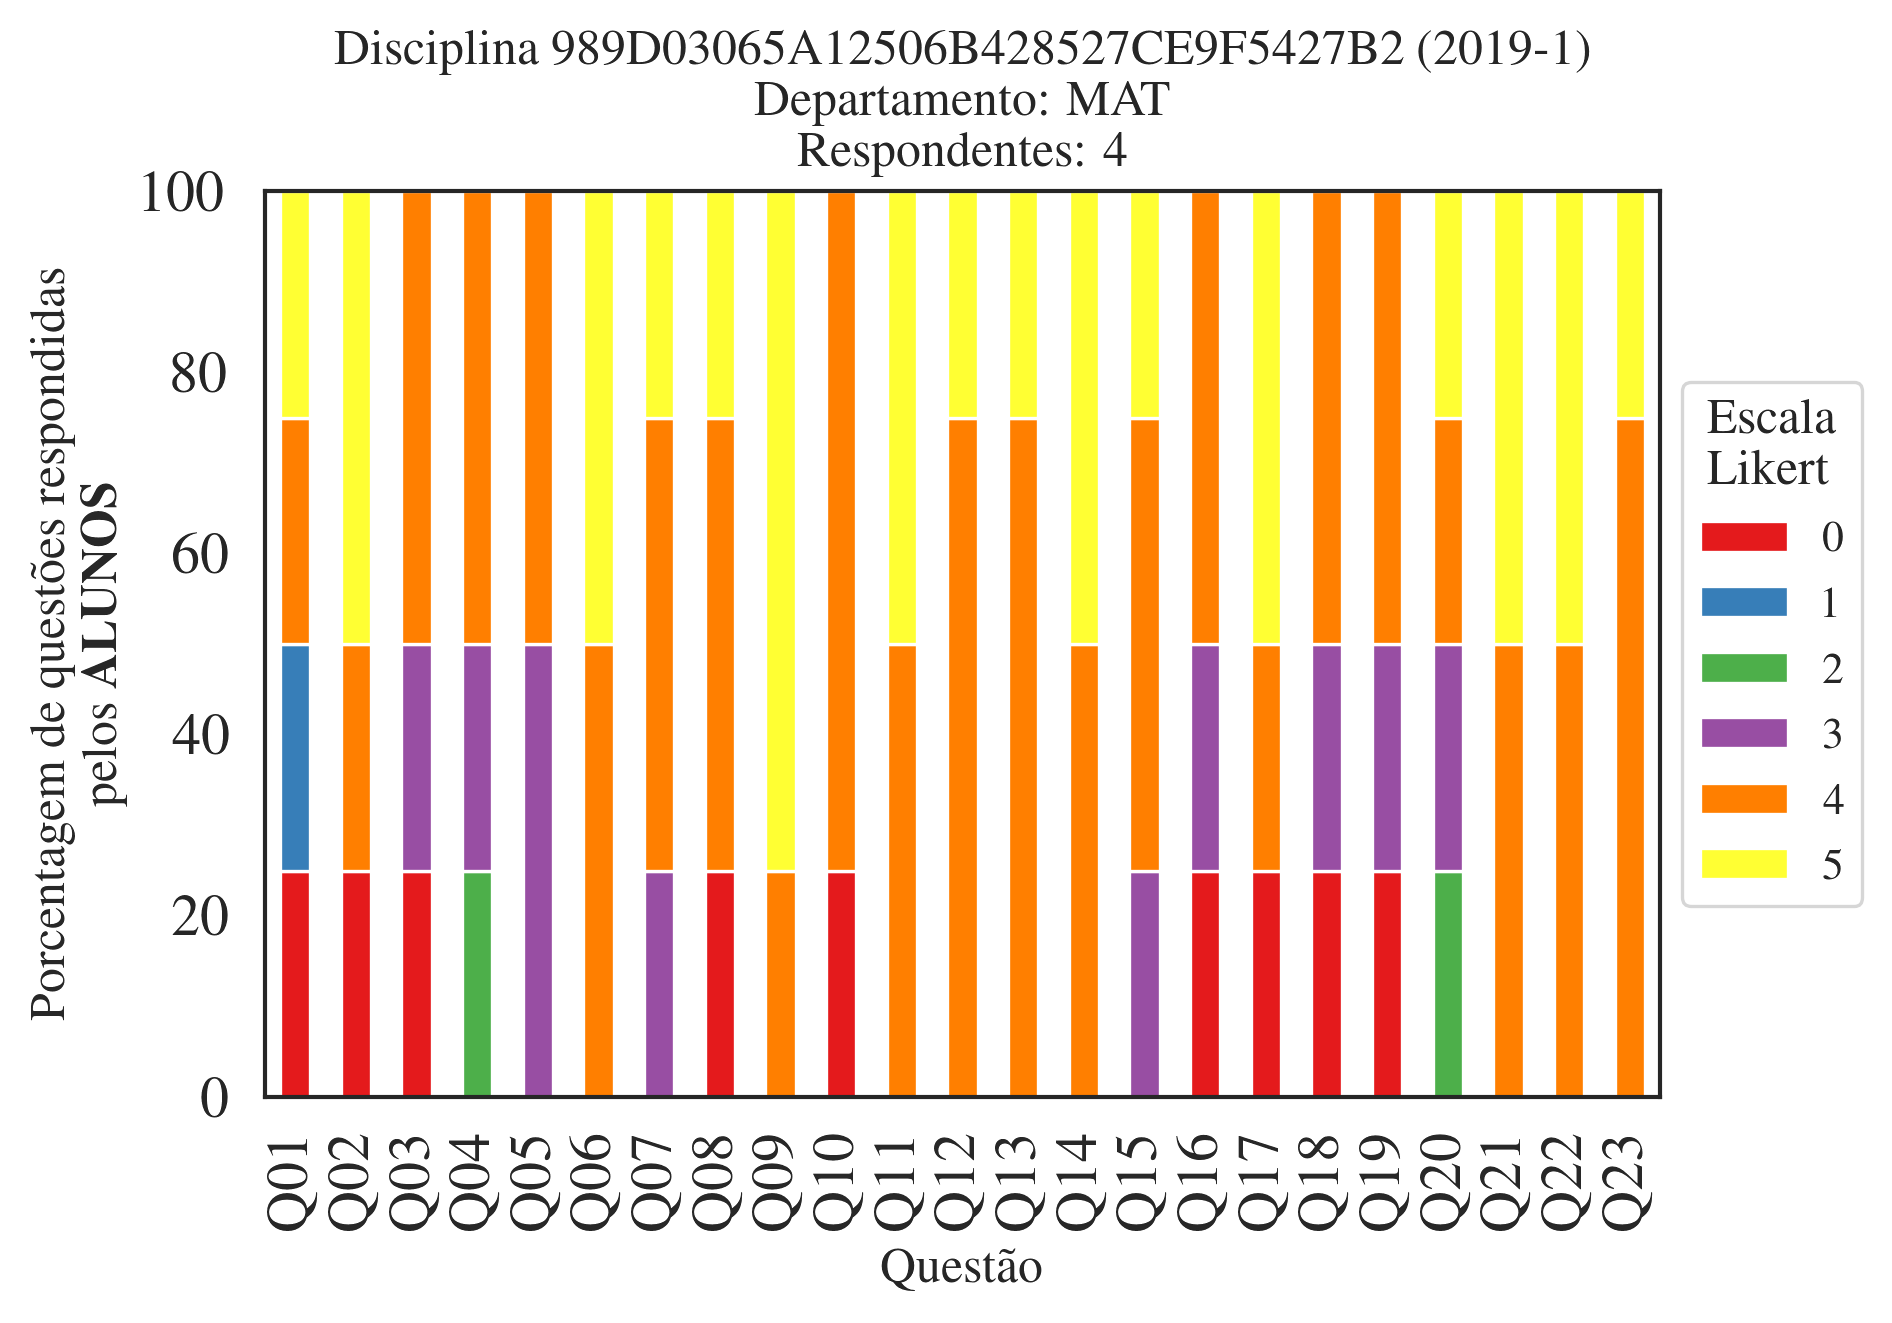 Disciplina 989D03065A12506B428527CE9F5427B2 (2019-1)
Departamento: MAT
Respondentes: 4
Porcentagem de questões respondidas
pelos ALUNOS
100
80
60
40
20
0
Q01
Q02
Q03
Q04
Q05
Q06
Q07
Q08
Q09
Q10
Q11
Q12
Q13
Q14
Q15
Q16
Q17
Q18
Q19
Q20
Q21
Q22
Q23
Questão
Escala
Likert
0
1
2
3
4
5